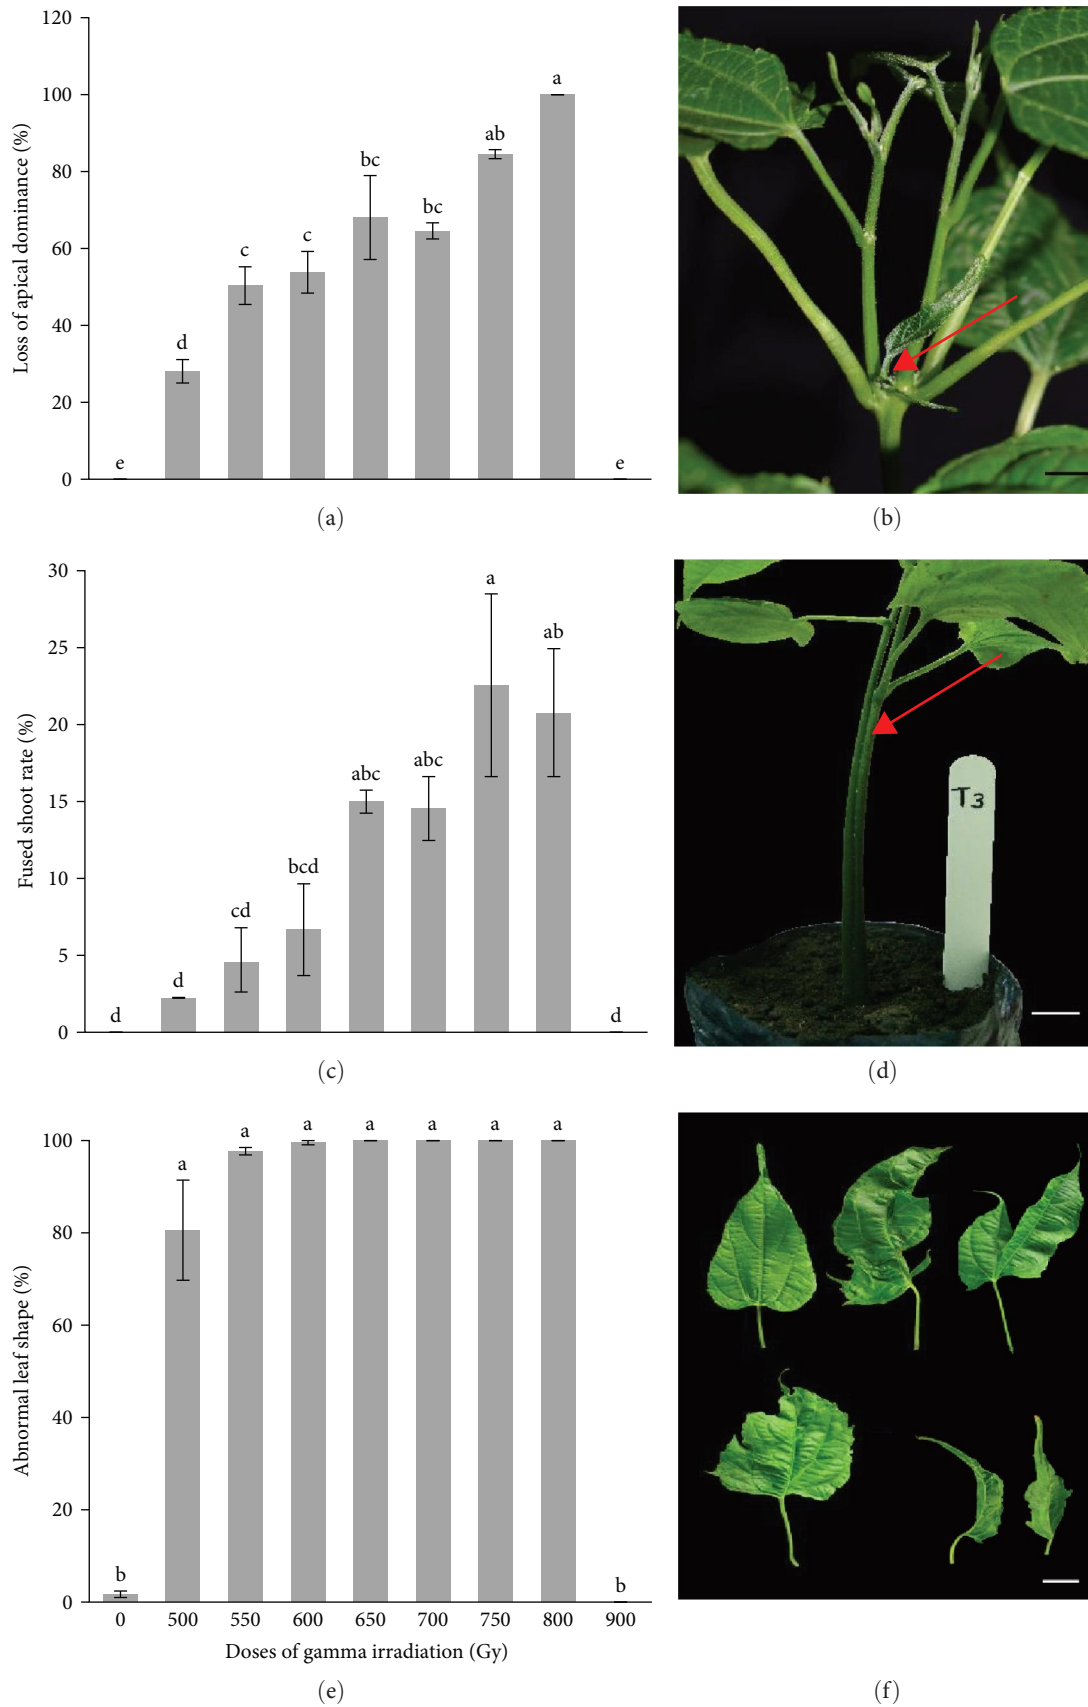 Loss of apical dominance (%)
120
100
80
60
40
20
0
e
d
c
c
bc
bc
ab
a
e
(a)
(b)
Fused shoot rate (%)
30
25
20
15
10
5
0
d
d
cd
bcd
abc
abc
a
ab
d
(c)
T3
(d)
Abnormal leaf shape (%)
100
80
60
40
20
0
b
a
a
a
a
a
a
a
b
0 500 550 600 650 700 750 800 900
Doses of gamma irradiation (Gy)
(e)
(f)